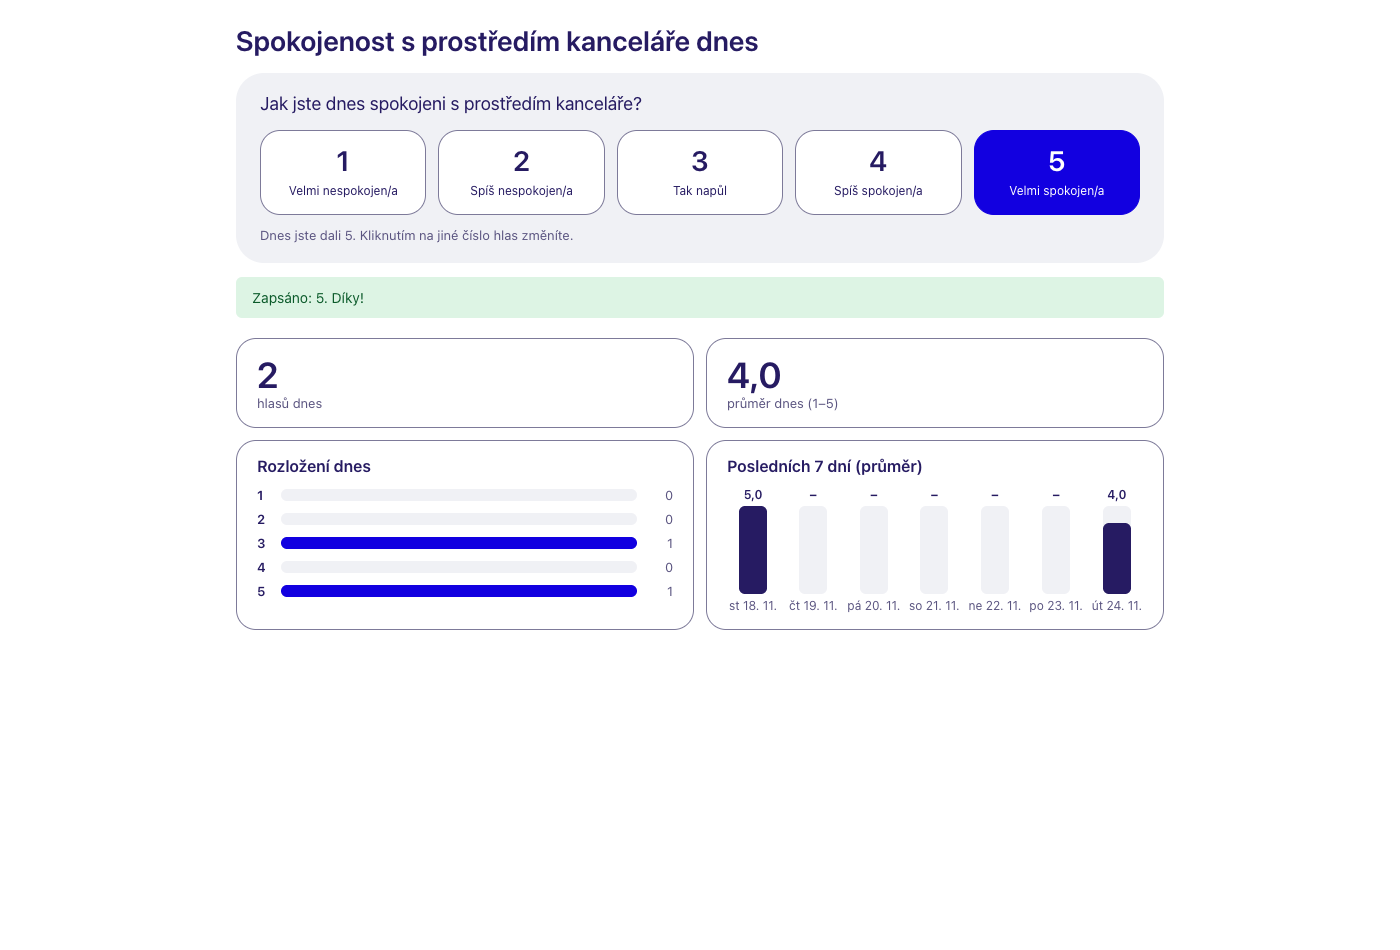 Spokojenost s prostředím kanceláře dnes
Jak jste dnes spokojeni s prostředím kanceláře?
1
Velmi nespokojen/a
2
Spíš nespokojen/a
3
Tak napůl
4
Spíš spokojen/a
5
Velmi spokojen/a
Dnes jste dali 5. Kliknutím na jiné číslo hlas změníte.
Zapsáno: 5. Díky!
2
hlasů dnes
4,0
průměr dnes (1–5)
Rozložení dnes
1 0
2 0
3 1
4 0
5 1
Posledních 7 dní (průměr)
5,0 – – – – – 4,0
st 18. 11. čt 19. 11. pá 20. 11. so 21. 11. ne 22. 11. po 23. 11. út 24. 11.